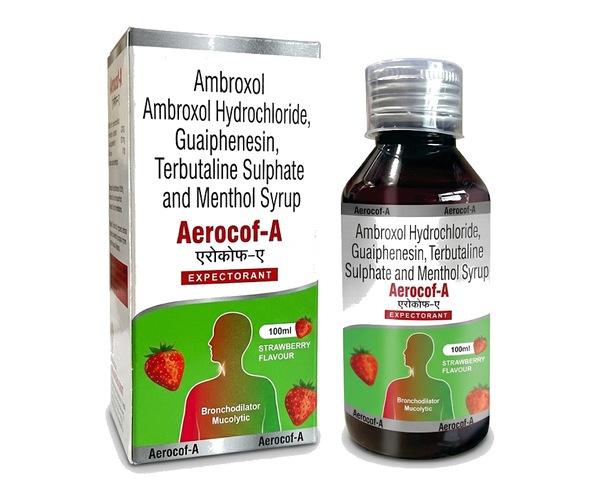 Aerocof-A
Ambroxol
Ambroxol Hydrochloride,
Guaiphenesin,
Terbutaline Sulphate
and Menthol Syrup
Aerocof-A
एरोकोफ-ए
EXPECTORANT
100ml
STRAWBERRY
FLAVOUR
Bronchodilator
Mucolytic
Aerocof-A
Aerocof-A
Aerocof-A
Aerocof-A
Ambroxol Hydrochloride,
Guaiphenesin, Terbutaline
Sulphate and Menthol Syrup
Aerocof-A
एरोकोफ-ए
EXPECTORANT
100ml
STRAWBERRY
FLAVOUR
Bronchodilator
Mucolytic
Aerocof-A
Aerocof-A